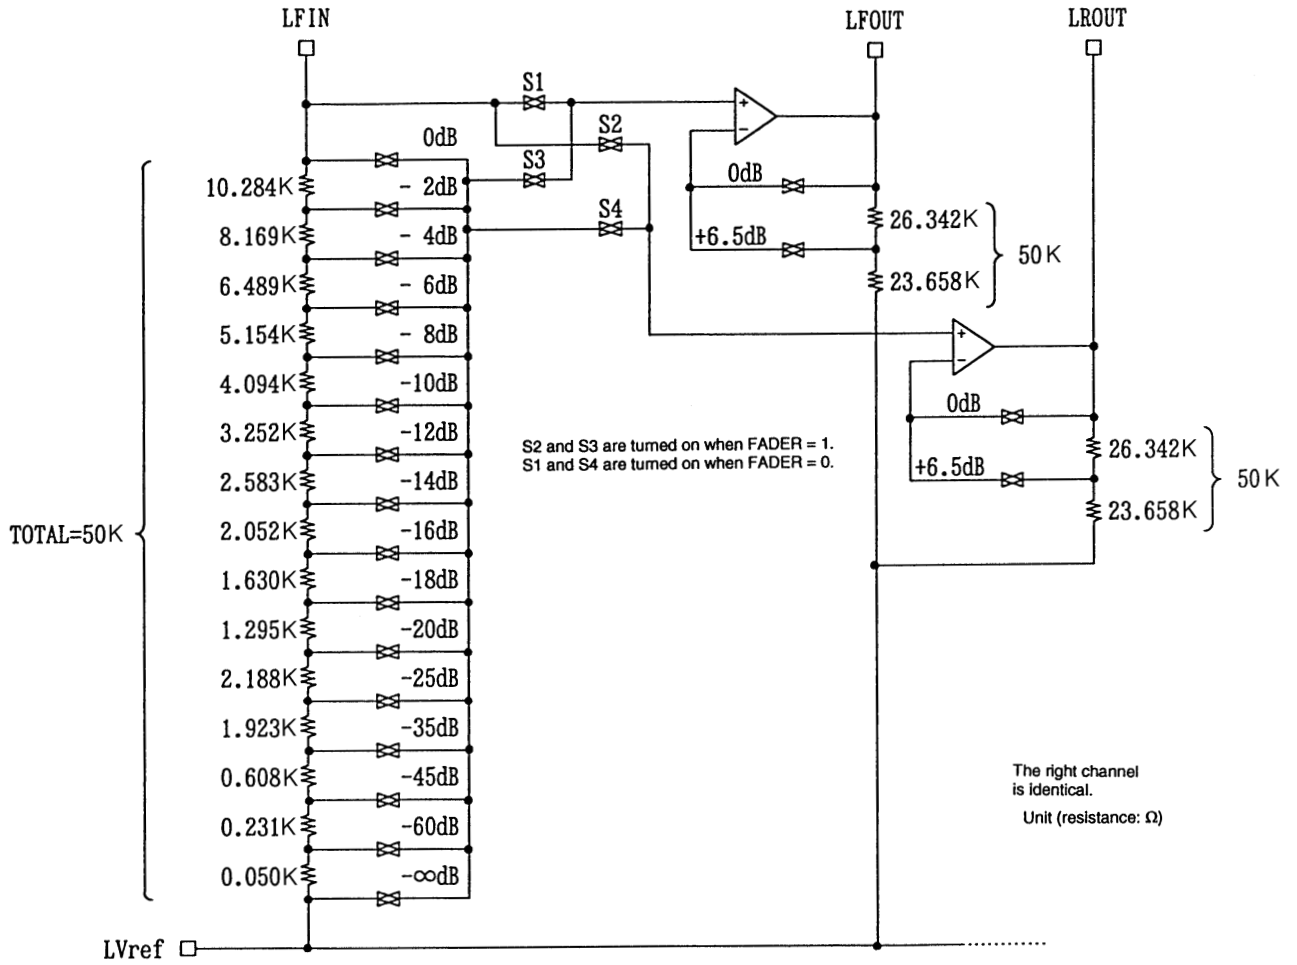 LFIN
LFOUT
LROUT
S1
S2
S3
S4
0dB
10.284K
- 2dB
8.169K
- 4dB
6.489K
- 6dB
5.154K
- 8dB
4.094K
-10dB
3.252K
-12dB
2.583K
-14dB
2.052K
-16dB
1.630K
-18dB
1.295K
-20dB
2.188K
-25dB
1.923K
-35dB
0.608K
-45dB
0.231K
-60dB
0.050K
-∞dB
TOTAL=50K
LVref
+
-
0dB
+6.5dB
26.342K
23.658K
50K
+
-
0dB
+6.5dB
26.342K
23.658K
50K
S2 and S3 are turned on when FADER = 1.
S1 and S4 are turned on when FADER = 0.
The right channel
is identical.
Unit (resistance: Ω)